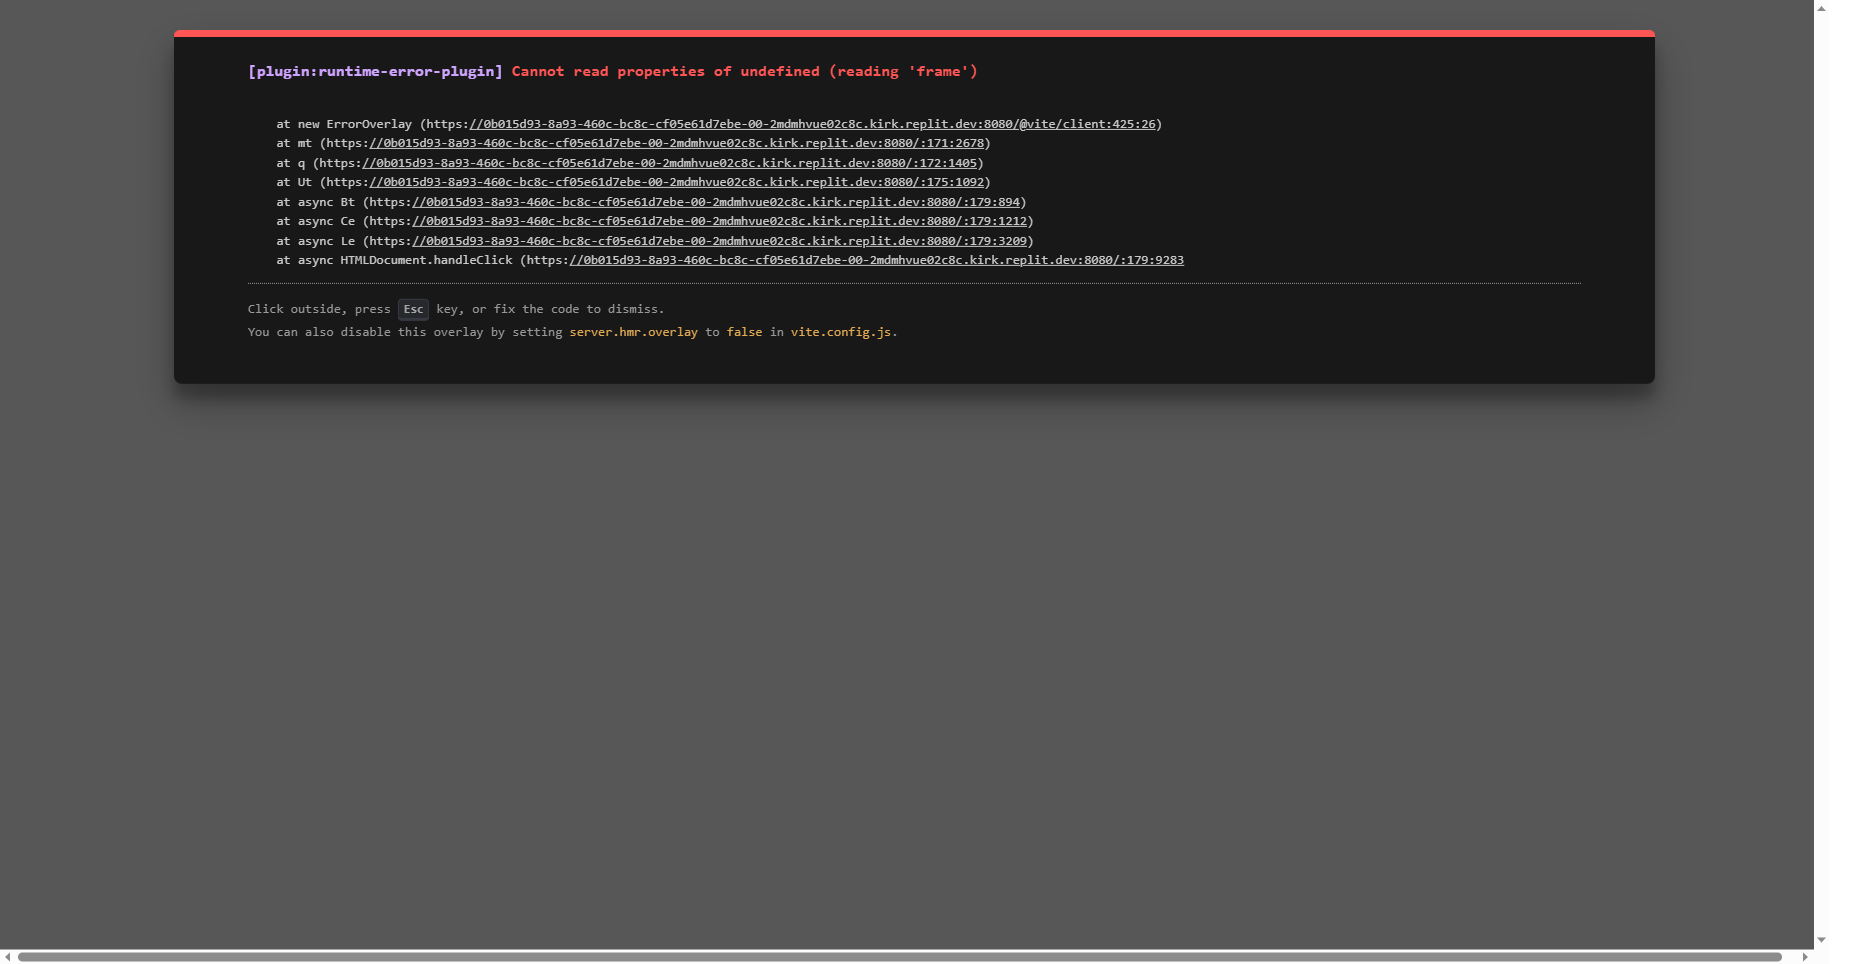 [plugin:runtime-error-plugin] Cannot read properties of undefined (reading 'frame')
at new ErrorOverlay (https://0b015d93-8a93-460c-bc8c-cf05e61d7ebe-00-2mdmhvue02c8c.kirk.replit.dev:8080/@vite/client:425:26)
at mt (https://0b015d93-8a93-460c-bc8c-cf05e61d7ebe-00-2mdmhvue02c8c.kirk.replit.dev:8080/:171:2678)
at q (https://0b015d93-8a93-460c-bc8c-cf05e61d7ebe-00-2mdmhvue02c8c.kirk.replit.dev:8080/:172:1405)
at Ut (https://0b015d93-8a93-460c-bc8c-cf05e61d7ebe-00-2mdmhvue02c8c.kirk.replit.dev:8080/:175:1092)
at async Bt (https://0b015d93-8a93-460c-bc8c-cf05e61d7ebe-00-2mdmhvue02c8c.kirk.replit.dev:8080/:179:894)
at async Ce (https://0b015d93-8a93-460c-bc8c-cf05e61d7ebe-00-2mdmhvue02c8c.kirk.replit.dev:8080/:179:1212)
at async Le (https://0b015d93-8a93-460c-bc8c-cf05e61d7ebe-00-2mdmhvue02c8c.kirk.replit.dev:8080/:179:3209)
at async HTMLDocument.handleClick (https://0b015d93-8a93-460c-bc8c-cf05e61d7ebe-00-2mdmhvue02c8c.kirk.replit.dev:8080/:179:9283
Click outside, press Esc key, or fix the code to dismiss.
You can also disable this overlay by setting server.hmr.overlay to false in vite.config.js.